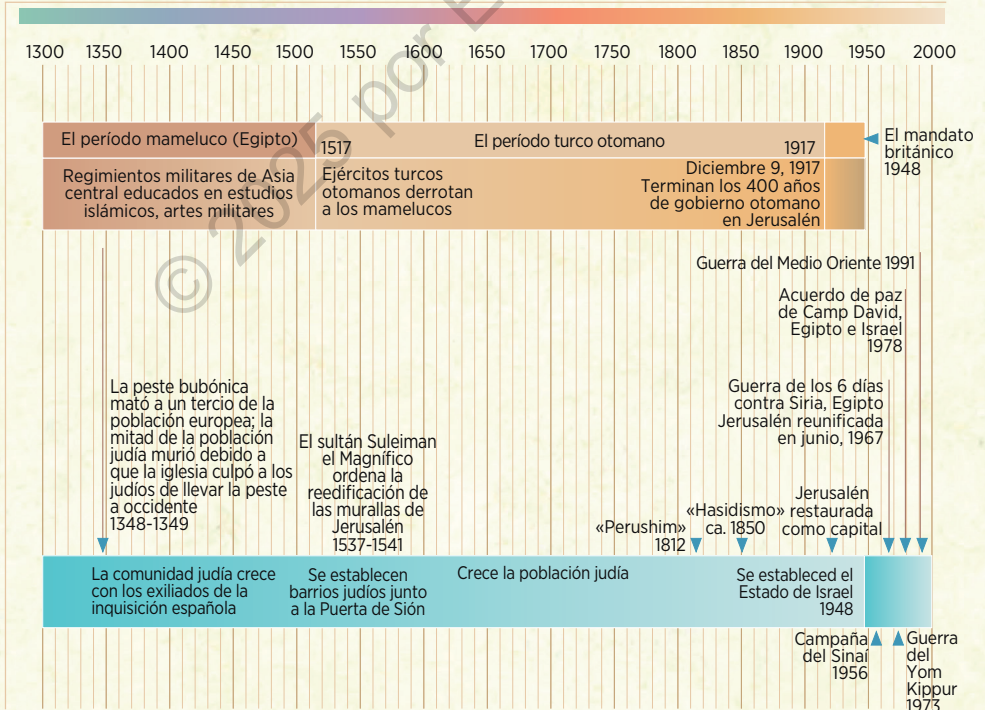 1300 1350 1400 1450 1500 1550 1600 1650 1700 1750 1800 1850 1900 1950 2000
El período mameluco (Egipto)
1517
El período turco otomano
1917
El mandato
británico
1948
Regimientos militares de Asia
central educados en estudios
islámicos, artes militares
Ejércitos turcos
otomanos derrotan
a los mamelucos
Diciembre 9, 1917
Terminan los 400 años
de gobierno otomano
en Jerusalén
Guerra del Medio Oriente 1991
Acuerdo de paz
de Camp David,
Egipto e Israel
1978
La peste bubónica
mató a un tercio de la
población europea; la
mitad de la población
judía murió debido a
que la iglesia culpó a los
judíos de llevar la peste
a occidente
1348-1349
El sultán Suleiman
el Magnífico
ordena la
reedificación de
las murallas de
Jerusalén
1537-1541
Guerra de los 6 días
contra Siria, Egipto
Jerusalén reunificada
en junio, 1967
«Perushim»
1812
«Hasidismo»
ca. 1850
Jerusalén
restaurada
como capital
La comunidad judía crece
con los exiliados de la
inquisición española
Se establecen
barrios judíos junto
a la Puerta de Sión
Crece la población judía
Se estableced el
Estado de Israel
1948
Campaña
del Sinaí
1956
Guerra
del
Yom
Kippur
1973
© 2025 por